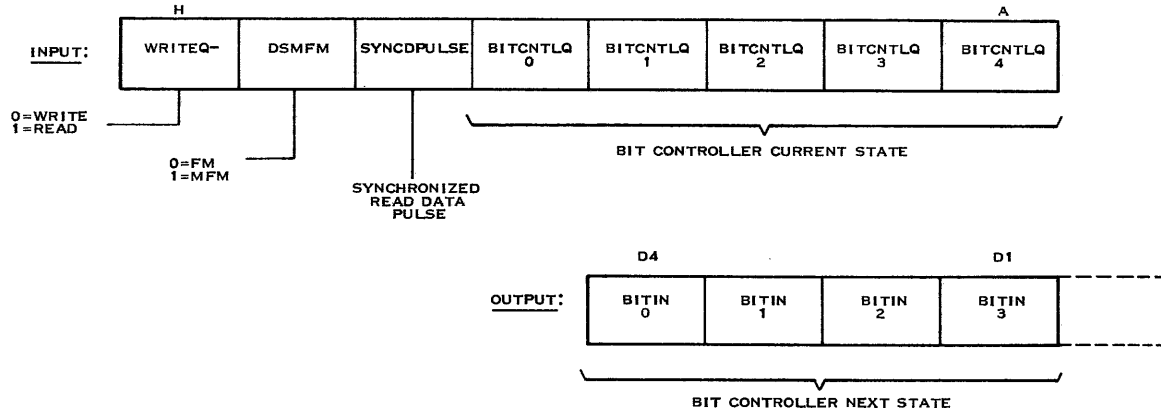 H A
INPUT: WRITEQ- DSMFM SYNCDPULSE BITCNTLQ BITCNTLQ BITCNTLQ BITCNTLQ BITCNTLQ
0 1 2 3 4
0=WRITE
1=READ
BIT CONTROLLER CURRENT STATE
0=FM
1=MFM
SYNCHRONIZED
READ DATA
PULSE
D4 D1
OUTPUT: BITIN BITIN BITIN BITIN
0 1 2 3
BIT CONTROLLER NEXT STATE